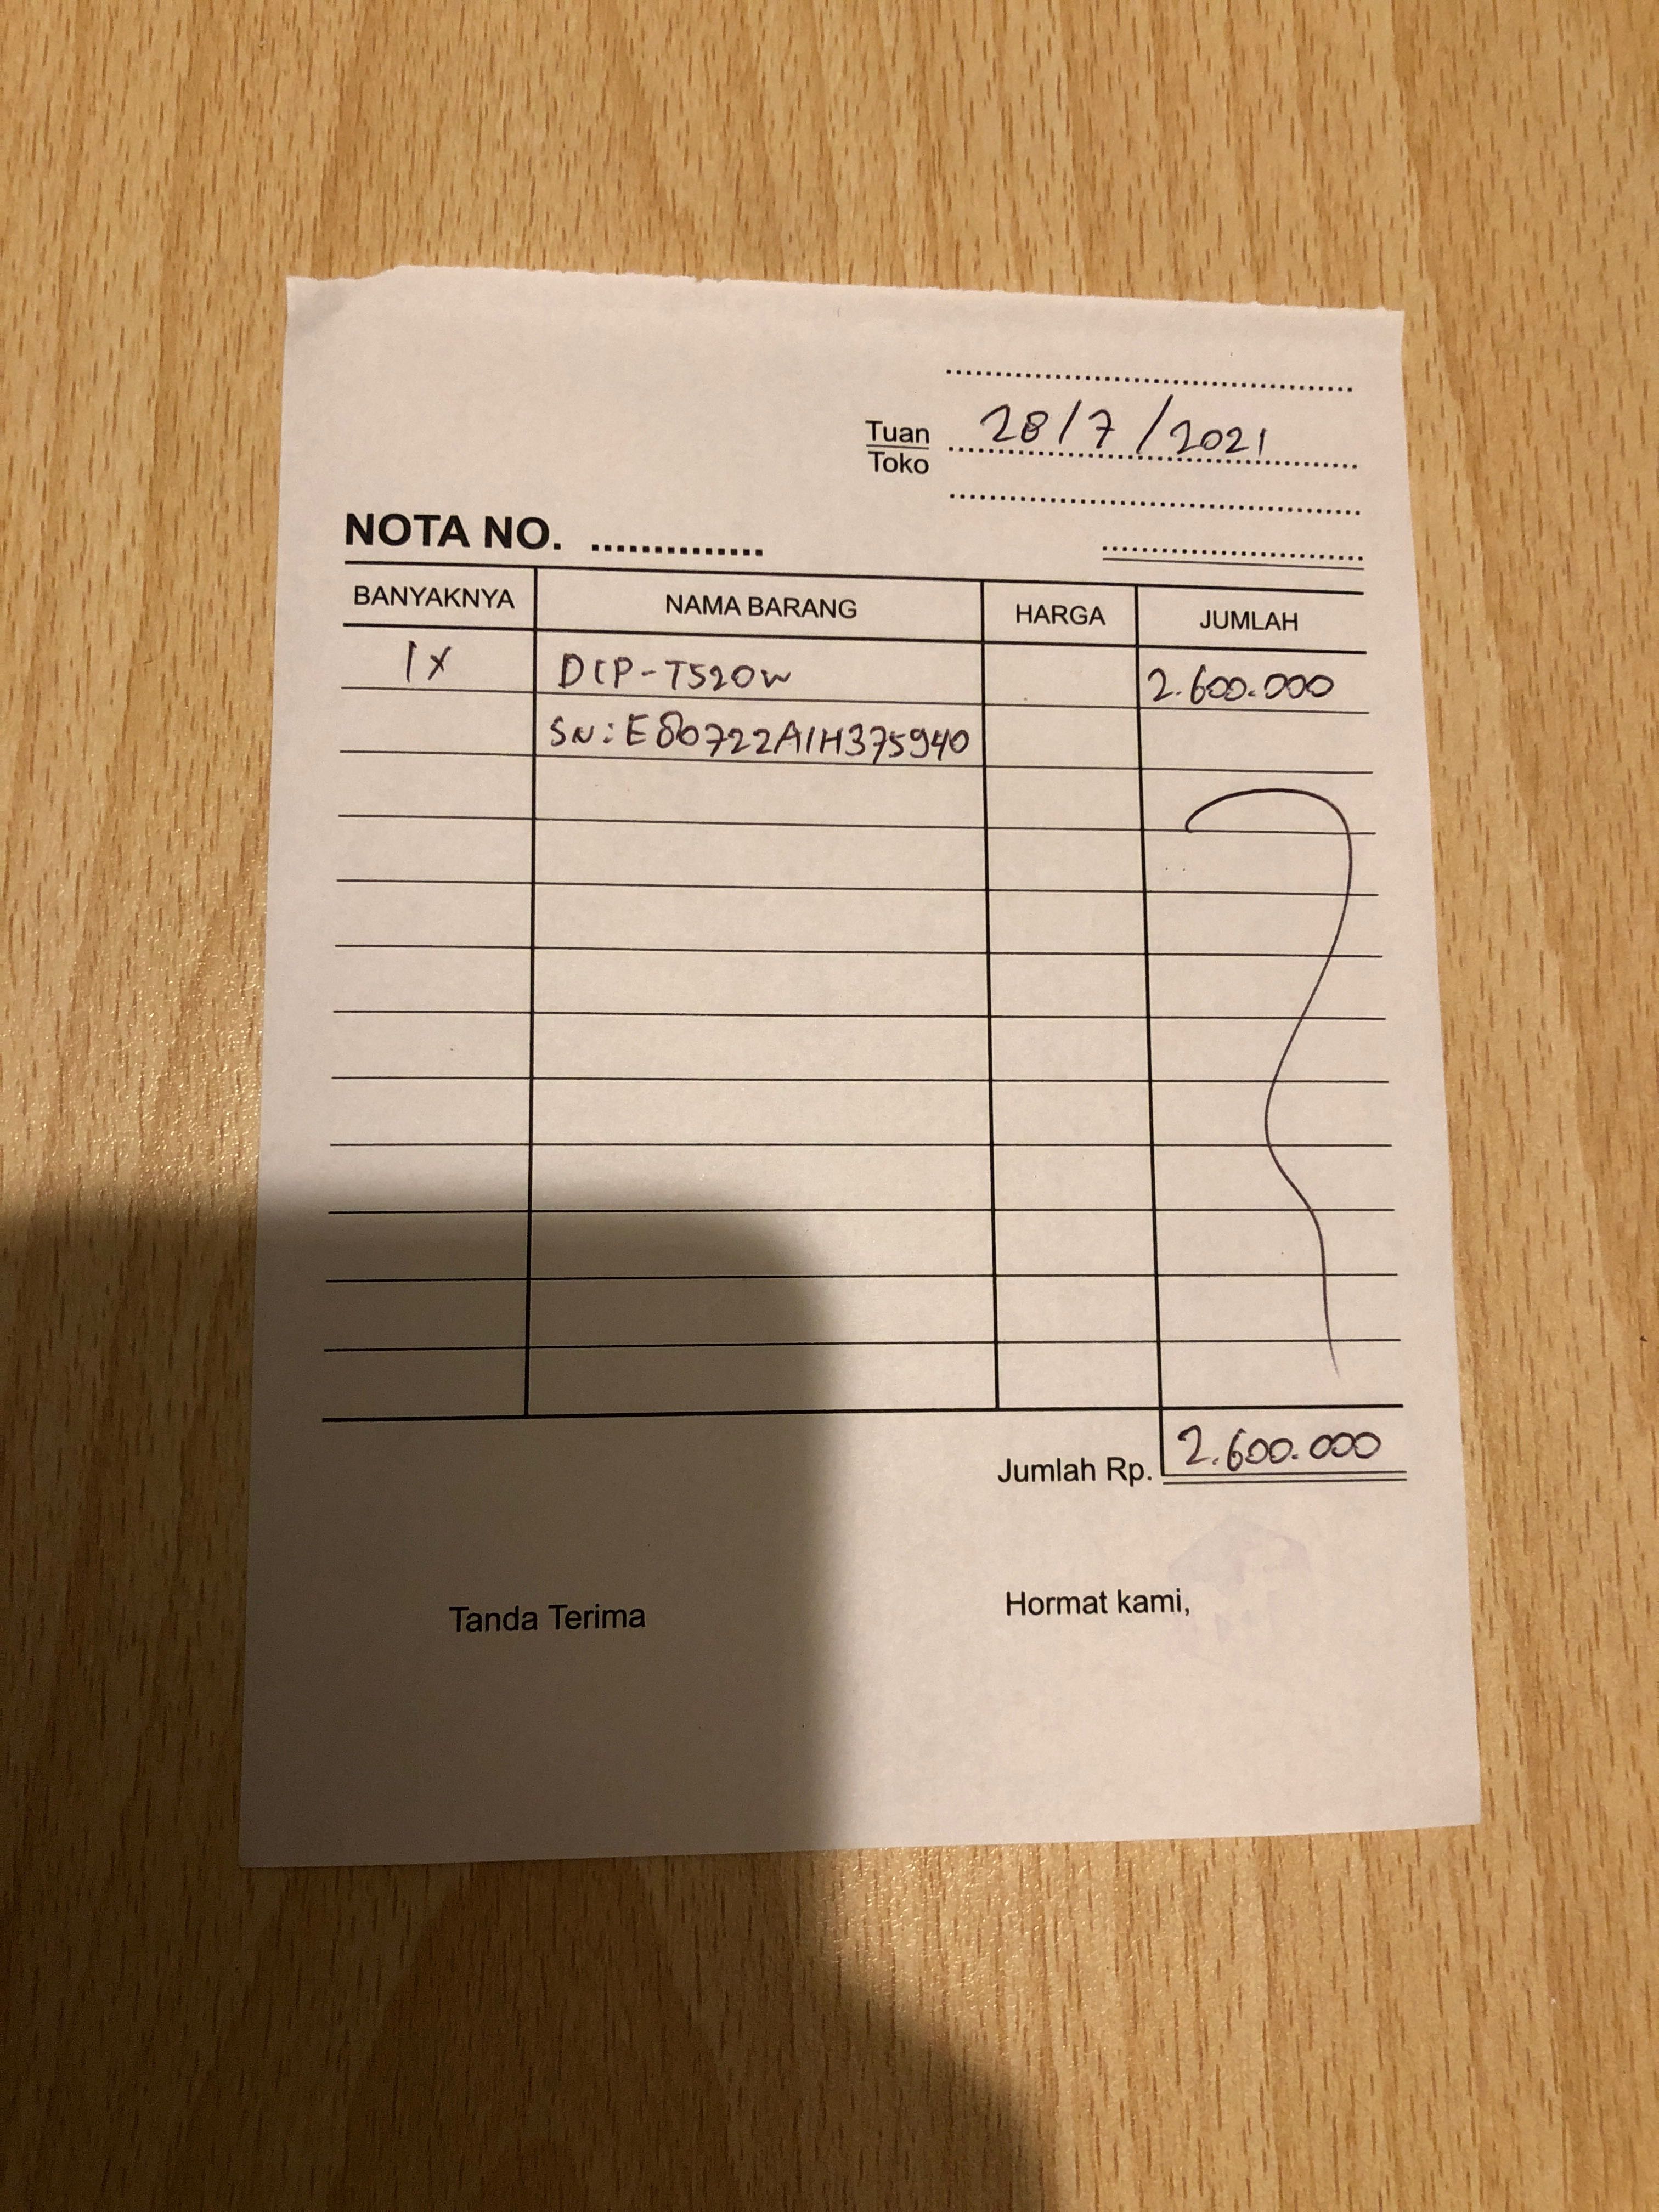 28/7/2021
Tuan
Toko
NOTA NO. ..............
BANYAKNYA NAMA BARANG HARGA JUMLAH
1x DCP-T520W 2.600.000
SN: E80722A1H375940
Jumlah Rp. 2.600.000
Tanda Terima Hormat kami,